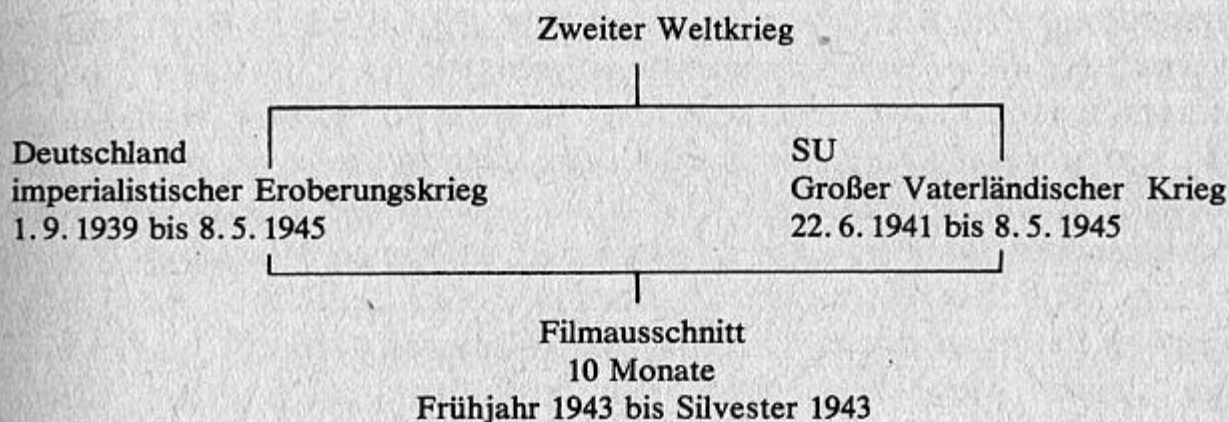 Zweiter Weltkrieg
Deutschland
imperialistischer Eroberungskrieg
1. 9. 1939 bis 8. 5. 1945
SU
Großer Vaterländischer Krieg
22. 6. 1941 bis 8. 5. 1945
Filmausschnitt
10 Monate
Frühjahr 1943 bis Silvester 1943